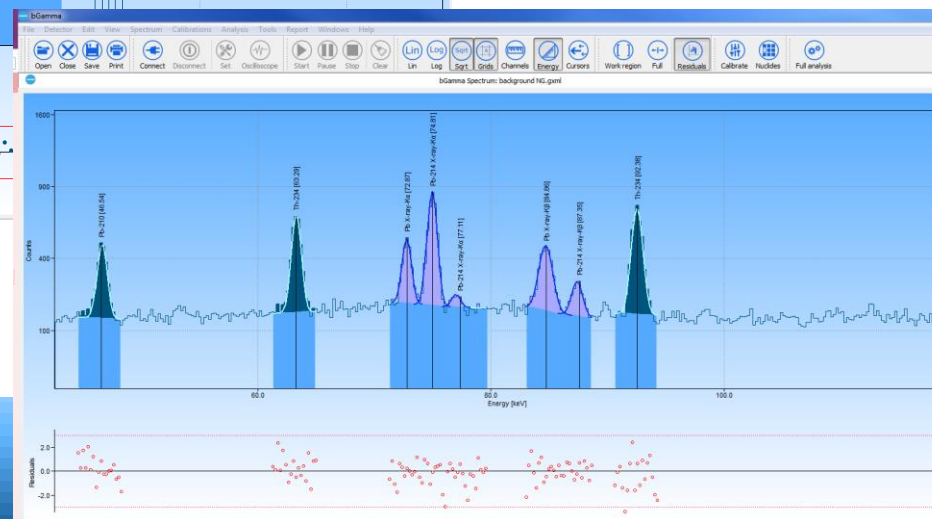 bGamma
File Detector Edit View Spectrum Calibrations Analysis Tools Report Windows Help
Open Close Save Print Connect Disconnect Set Oscilloscope Start Pause Stop Clear Lin Log Sqrt Grids Channels Energy Cursors Work region Full Residuals Calibrate Nuclides Full analysis
Lin Log Sqrt
bGamma Spectrum: background NG.gxml
1600
900
400
100
Counts
Pb-210 [46.54]
Th-234 [63.29]
Pb X-ray-Kα [72.87]
Pb-214 X-ray-Kα [74.81]
Pb-214 X-ray-Kα [77.11]
Pb X-ray-Kβ [84.86]
Pb-214 X-ray-Kβ [87.35]
Th-234 [92.38]
60.0 80.0 100.0
Energy [keV]
2.0
0.0
-2.0
Residuals